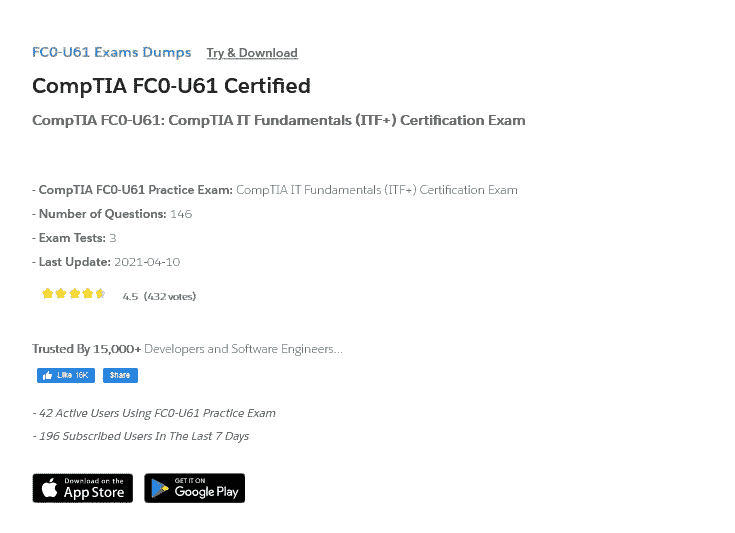 FC0-U61 Exams Dumps Try & Download
CompTIA FC0-U61 Certified
CompTIA FC0-U61: CompTIA IT Fundamentals (ITF+) Certification Exam
- CompTIA FC0-U61 Practice Exam: CompTIA IT Fundamentals (ITF+) Certification Exam
- Number of Questions: 146
- Exam Tests: 3
- Last Update: 2021-04-10
4.5 (432 votes)
Trusted By 15,000+ Developers and Software Engineers...
Like 16K Share
- 42 Active Users Using FC0-U61 Practice Exam
- 196 Subscribed Users In The Last 7 Days
Download on the App Store
GET IT ON Google Play